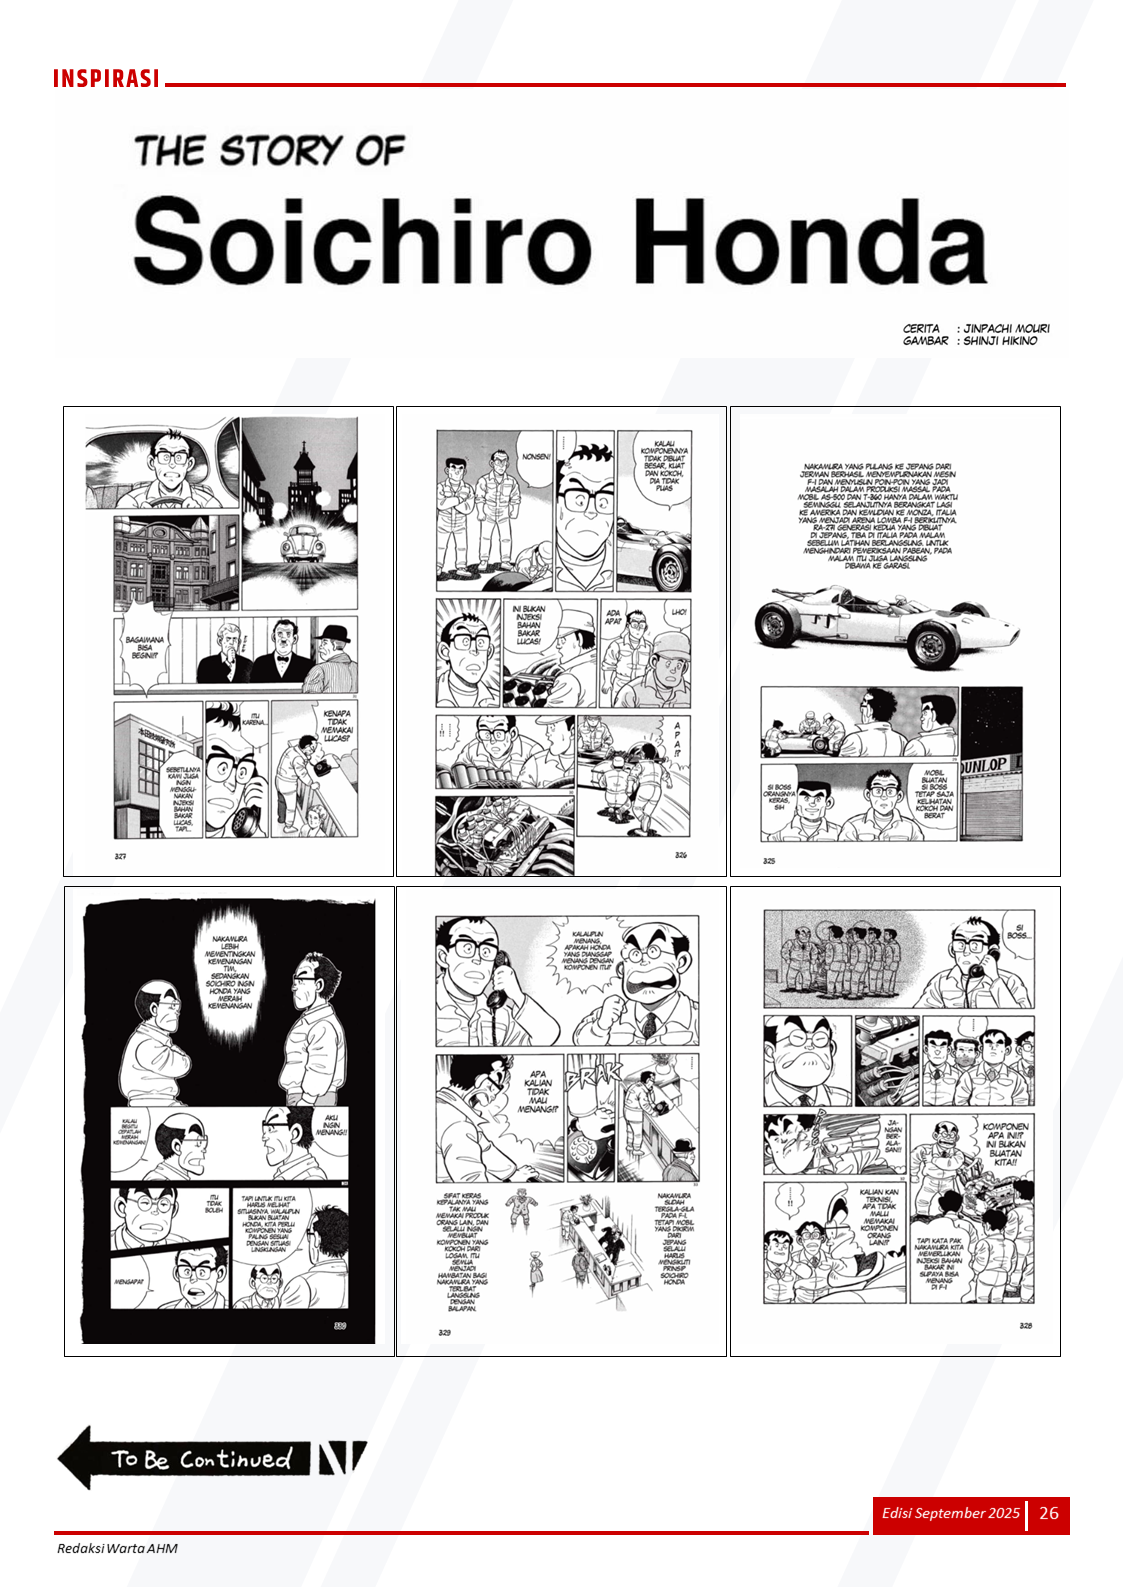 INSPIRASI
THE STORY OF
Soichiro Honda
CERITA : JINPACHI MOURI
GAMBAR : SHINJI HIKINO
NAKAMURA YANG PULANG KE JEPANG DARI
JERMAN BERHASIL MENYEMPURNAKAN MESIN
F-1 DAN MENYUSUN POIN-POIN YANG JADI
MASALAH DALAM PRODUKSI MASSAL PADA
MOBIL AS-500 DAN T-360 HANYA DALAM WAKTU
SEMINGGU. SELANJUTNYA BERANGKAT LAGI
KE AMERIKA DAN KEMUDIAN KE MONZA, ITALIA
YANG MENJADI ARENA LOMBA F-1 BERIKUTNYA.
RA-271 GENERASI KEDUA YANG DIBUAT
DI JEPANG, TIBA DI ITALIA PADA MALAM
SEBELUM LATIHAN BERLANGSUNG. UNTUK
MENGHINDARI PEMERIKSAAN PABEAN, PADA
MALAM ITU JUGA LANGSUNG
DIBAWA KE GARASI.
DUNLOP
MOBIL
BUATAN
SI BOSS
TETAP SAJA
KELIHATAN
KOKOH DAN
BERAT
SI BOSS
ORANGNYA
KERAS,
SIH
325
KALAU
KOMPONENNYA
TIDAK DIBUAT
BESAR, KUAT
DAN KOKOH,
DIA TIDAK
PUAS
......
NONSEN!
LHO!
ADA
APA?
INI BUKAN
INJEKSI
BAHAN
BAKAR
LUCAS!
A
P
A
!?
......
!!
326
BAGAIMANA
BISA
BEGINI!?
KENAPA
TIDAK
MEMAKAI
LUCAS?
ITU
KARENA...
SEBETULNYA
KAMI JUGA
INGIN
MENGGU-
NAKAN
INJEKSI
BAHAN
BAKAR
LUCAS,
TAPI...
327
SI
BOSS...
......
KOMPONEN
APA INI!?
INI BUKAN
BUATAN
KITA!!
JA-
NGAN
BER-
ALA-
SAN!!
TAPI KATA PAK
NAKAMURA KITA
MEMERLUKAN
INJEKSI BAHAN
BAKAR INI
SUPAYA BISA
MENANG
DI F-1
KALIAN KAN
TEKNISI,
APA TIDAK
MALU
MEMAKAI
KOMPONEN
ORANG
LAIN!?
!!
328
KALAUPUN
MENANG,
APAKAH HONDA
YANG DIANGGAP
MENANG DENGAN
KOMPONEN ITU?
......
BRAK
APA
KALIAN
TIDAK
MAU
MENANG!?
NAKAMURA
SUDAH
TERGILA-GILA
PADA F-1.
TETAPI MOBIL
YANG DIKIRIM
DARI
JEPANG
SELALU
HARUS
MENGIKUTI
PRINSIP
SOICHIRO
HONDA
SIFAT KERAS
KEPALANYA YANG
TAK MAU
MEMAKAI PRODUK
ORANG LAIN, DAN
SELALU INGIN
MEMBUAT
KOMPONEN YANG
KOKOH DARI
LOGAM. ITU
SEMUA
MENJADI
HAMBATAN BAGI
NAKAMURA YANG
TERLIBAT
LANGSUNG
DENGAN
BALAPAN.
329
NAKAMURA
LEBIH
MEMENTINGKAN
KEMENANGAN
TIM,
SEDANGKAN
SOICHIRO INGIN
HONDA YANG
MERAIH
KEMENANGAN
AKU
INGIN
MENANG!!
KALAU
BEGITU
CEPATLAH
MERAIH
KEMENANGAN!
TAPI UNTUK ITU KITA
HARUS MELIHAT
SITUASINYA. WALAUPUN
BUKAN BUATAN
HONDA, KITA PERLU
KOMPONEN YANG
PALING SESUAI
DENGAN SITUASI
LINGKUNGAN
ITU
TIDAK
BOLEH
MENGAPA?
330
To Be Continued
Edisi September 2025 | 26
Redaksi Warta AHM